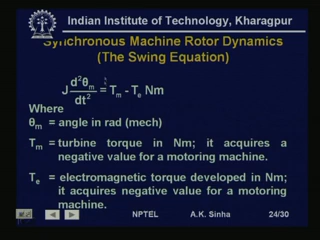 Indian Institute of Technology, Kharagpur
Synchronous Machine Rotor Dynamics
(The Swing Equation)
J d²θₘ/dt² = Tₘ - Tₑ Nm
Where
θₘ = angle in rad (mech)
Tₘ = turbine torque in Nm; it acquires a
negative value for a motoring machine.
Tₑ = electromagnetic torque developed in Nm;
it acquires negative value for a motoring
machine.
NPTEL A.K. Sinha 24/30